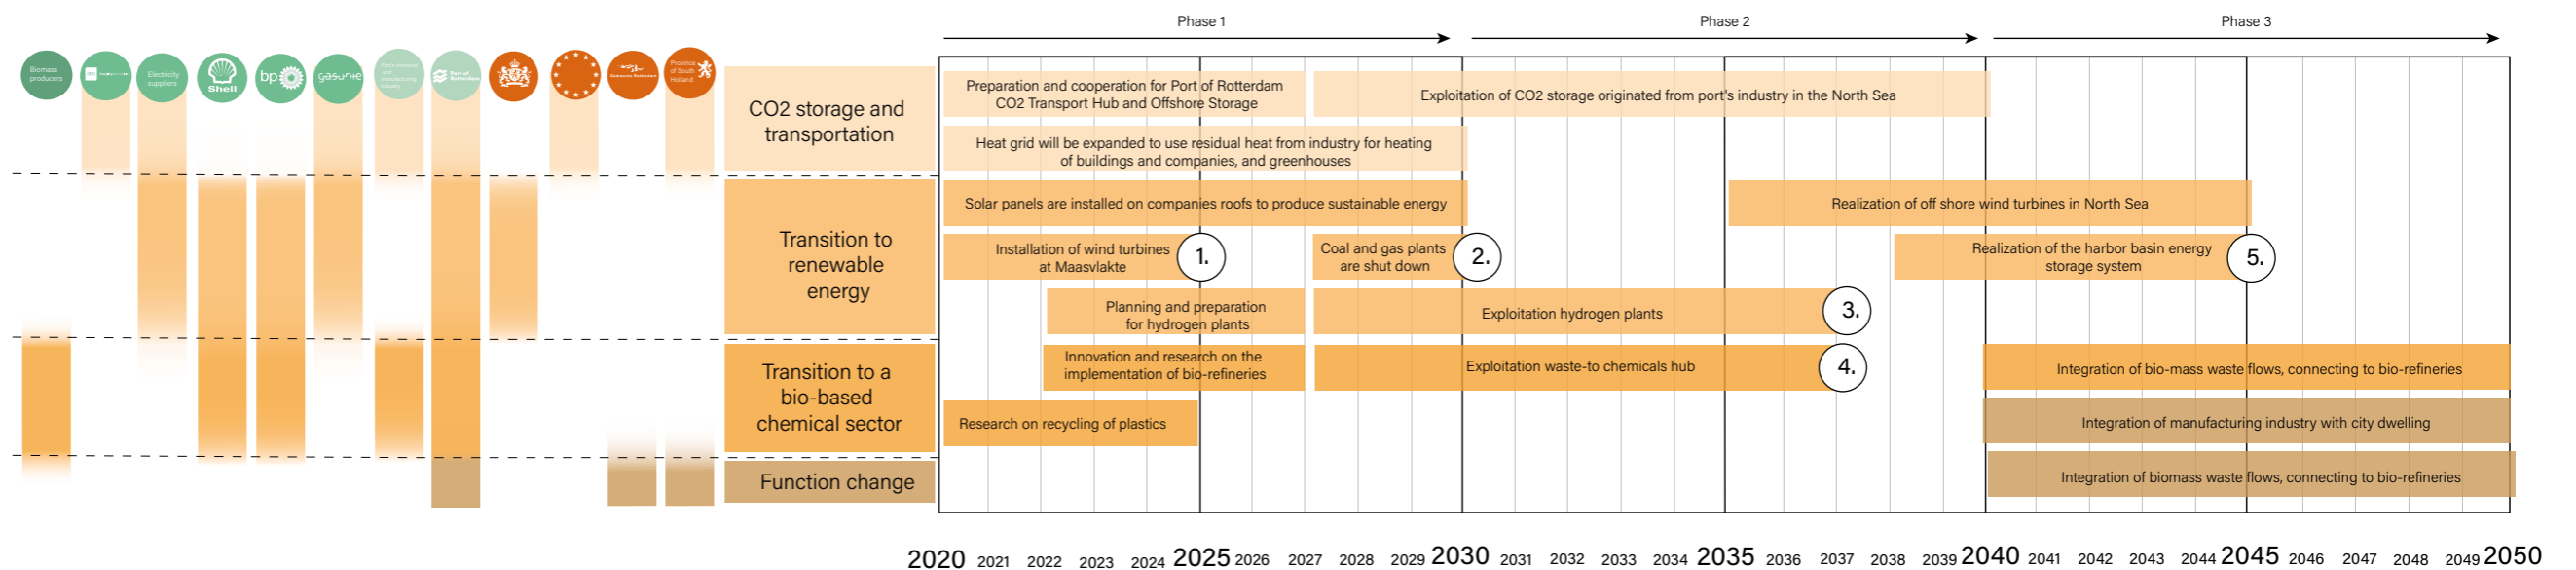 Phase 1
Phase 2
Phase 3
Biomass
producers
Electricity
suppliers
Shell
bp
gasunie
Port's chemical
and
manufacturing
industry
Port of
Rotterdam
Gemeente Rotterdam
Province
of South
Holland
CO2 storage and
transportation
Preparation and cooperation for Port of Rotterdam
CO2 Transport Hub and Offshore Storage
Exploitation of CO2 storage originated from port's industry in the North Sea
Heat grid will be expanded to use residual heat from industry for heating
of buildings and companies, and greenhouses
Transition to
renewable
energy
Solar panels are installed on companies roofs to produce sustainable energy
Realization of off shore wind turbines in North Sea
Installation of wind turbines
at Maasvlakte
1.
Coal and gas plants
are shut down
2.
Realization of the harbor basin energy
storage system
5.
Planning and preparation
for hydrogen plants
Exploitation hydrogen plants
3.
Transition to a
bio-based
chemical sector
Innovation and research on the
implementation of bio-refineries
Exploitation waste-to chemicals hub
4.
Integration of bio-mass waste flows, connecting to bio-refineries
Research on recycling of plastics
Integration of manufacturing industry with city dwelling
Function change
Integration of biomass waste flows, connecting to bio-refineries
2020 2021 2022 2023 2024 2025 2026 2027 2028 2029 2030 2031 2032 2033 2034 2035 2036 2037 2038 2039 2040 2041 2042 2043 2044 2045 2046 2047 2048 2049 2050